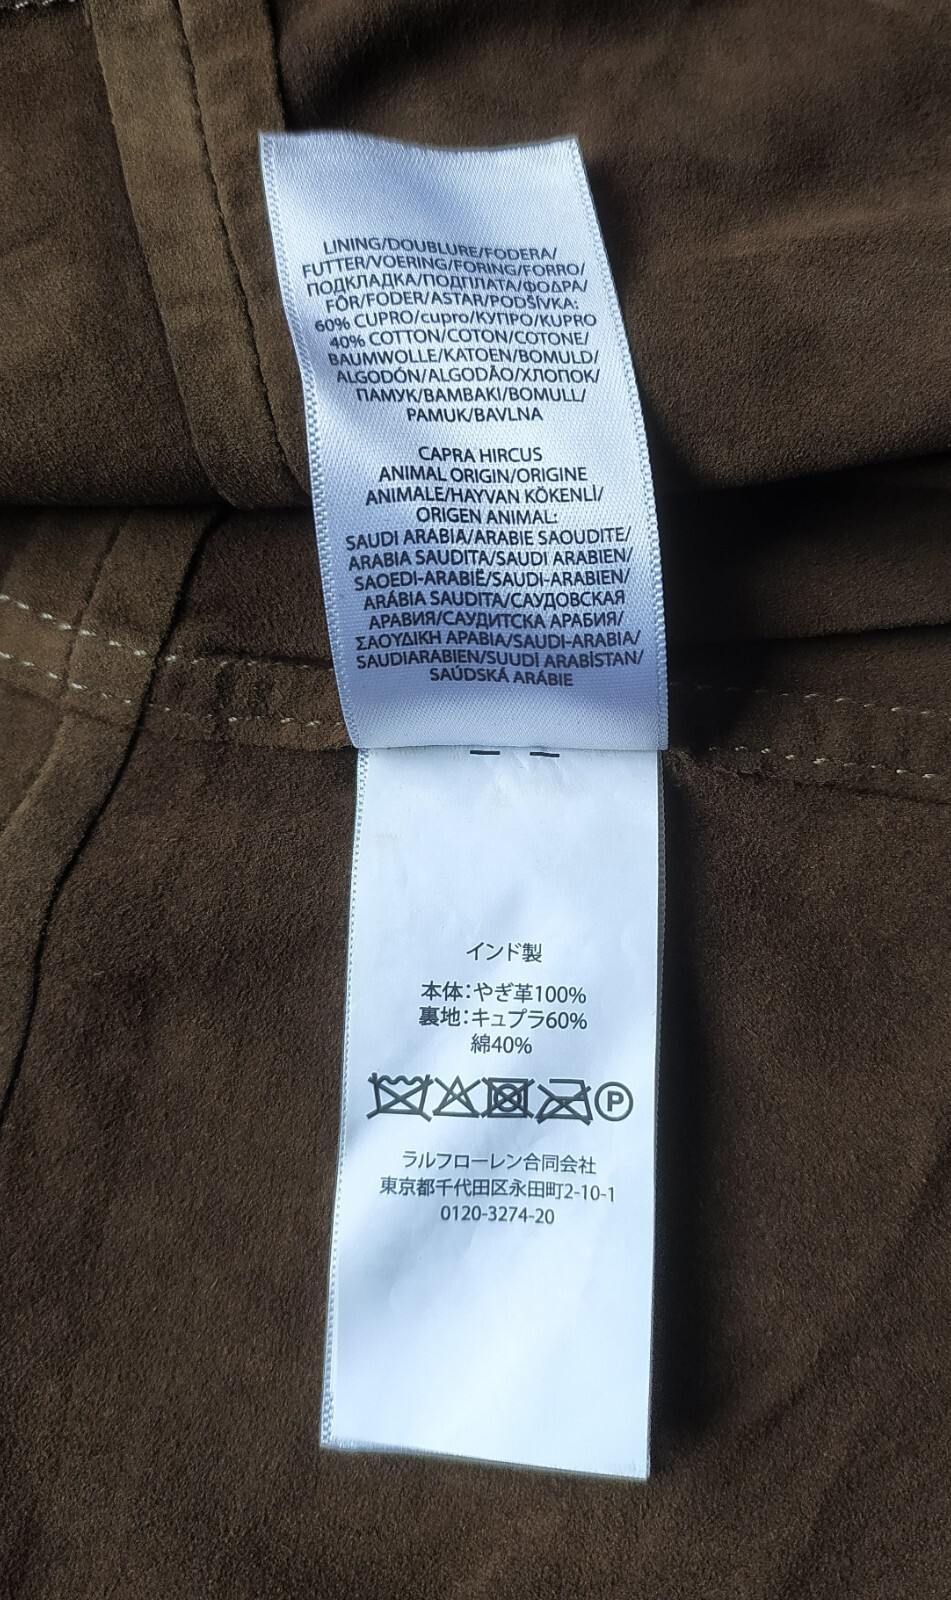 LINING/DOUBLURE/FODERA/
FUTTER/VOERING/FORING/FORRO/
ПОДКЛАДКА/ПОДПЛАТА/ΦΟΔΡΑ/
FÔR/FODER/ASTAR/PODŠÍVKA:
60% CUPRO/cupro/КУПРО/KUPRO
40% COTTON/COTON/COTONE/
BAUMWOLLE/KATOEN/BOMULD/
ALGODÓN/ALGODÃO/ХЛОПОК/
ПАМУК/BAMBAKI/BOMULL/
PAMUK/BAVLNA
CAPRA HIRCUS
ANIMAL ORIGIN/ORIGINE
ANIMALE/HAYVAN KÖKENLİ/
ORIGEN ANIMAL:
SAUDI ARABIA/ARABIE SAOUDITE/
ARABIA SAUDITA/SAUDI ARABIEN/
SAOEDI-ARABIË/SAUDI-ARABIEN/
ARÁBIA SAUDITA/САУДОВСКАЯ
АРАВИЯ/САУДИТСКА АРАБИЯ/
ΣΑΟΥΔΙΚΗ ΑΡΑΒΙΑ/SAUDI-ARABIA/
SAUDIARABIEN/SUUDİ ARABİSTAN/
SAÚDSKÁ ARÁBIE
インド製
本体:やぎ革100%
裏地:キュプラ60%
綿40%
P
ラルフローレン合同会社
東京都千代田区永田町2-10-1
0120-3274-20